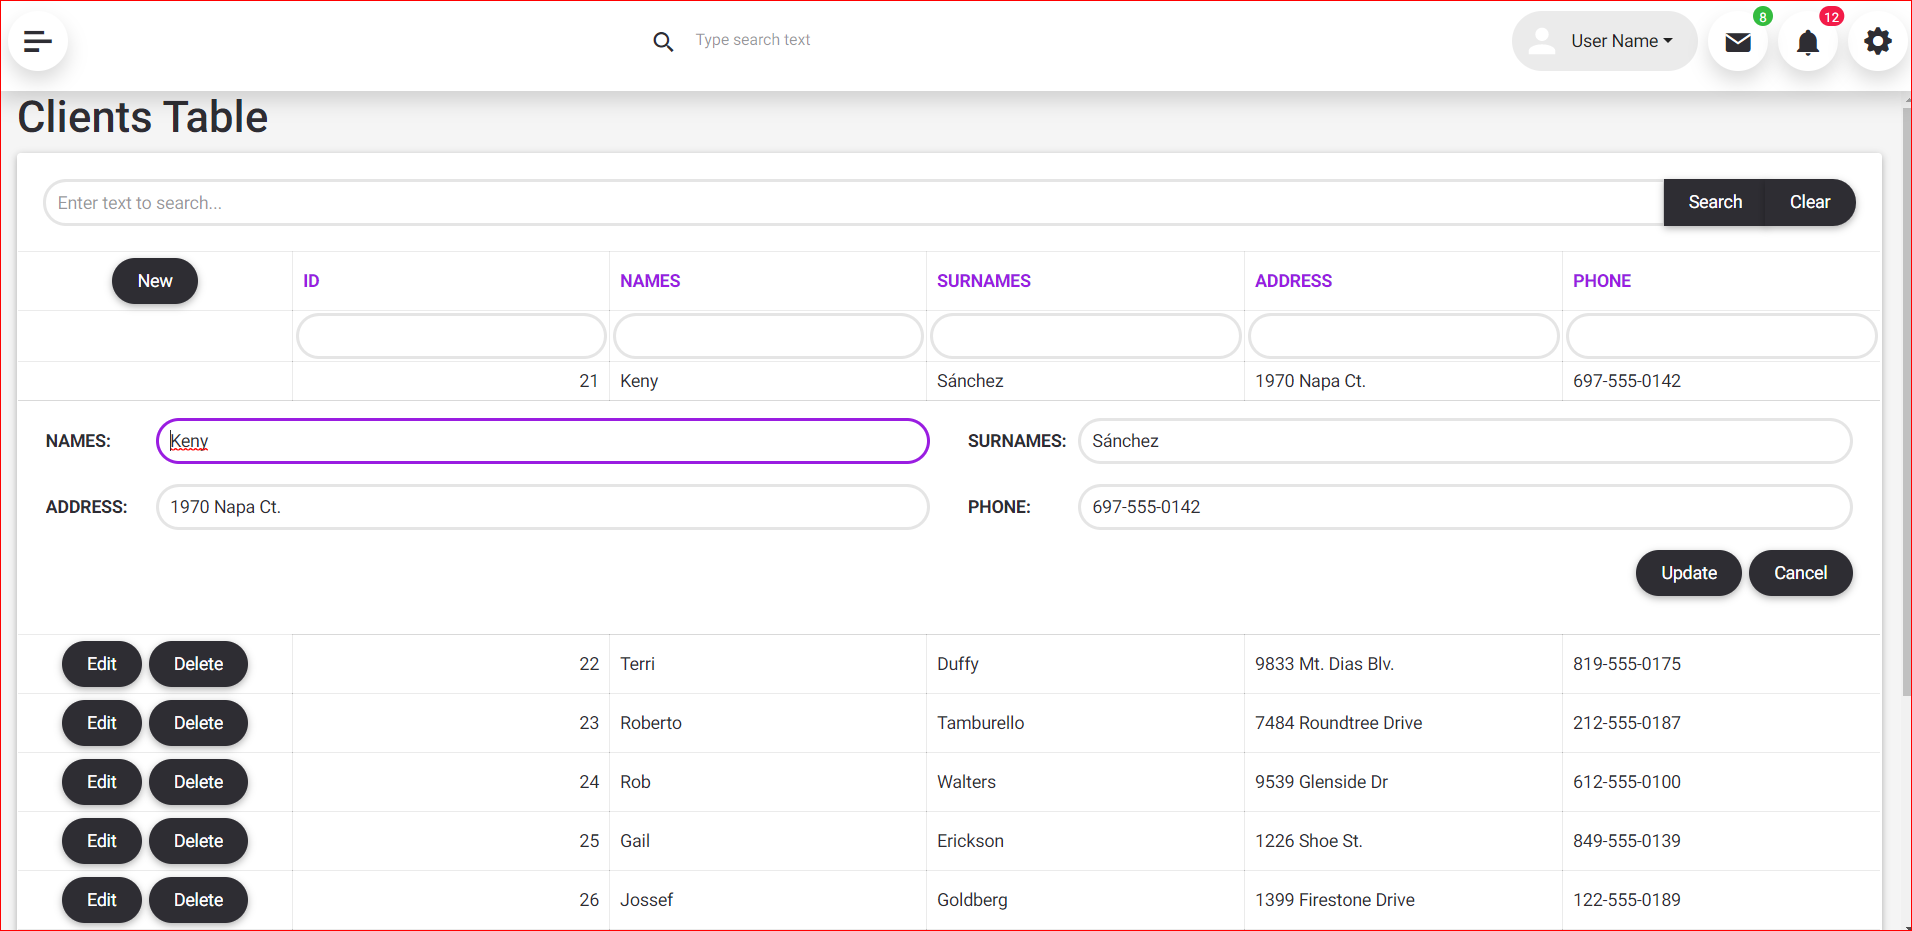 Type search text
User Name
8
12
Clients Table
Enter text to search...
Search Clear
New ID NAMES SURNAMES ADDRESS PHONE
21 Keny Sánchez 1970 Napa Ct. 697-555-0142
NAMES: Keny SURNAMES: Sánchez
ADDRESS: 1970 Napa Ct. PHONE: 697-555-0142
Update Cancel
Edit Delete 22 Terri Duffy 9833 Mt. Dias Blv. 819-555-0175
Edit Delete 23 Roberto Tamburello 7484 Roundtree Drive 212-555-0187
Edit Delete 24 Rob Walters 9539 Glenside Dr 612-555-0100
Edit Delete 25 Gail Erickson 1226 Shoe St. 849-555-0139
Edit Delete 26 Jossef Goldberg 1399 Firestone Drive 122-555-0189